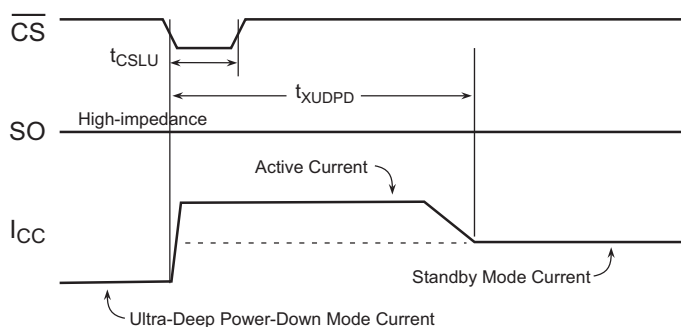 CS
tCSLU
tXUDPD
High-impedance
SO
Active Current
ICC
Standby Mode Current
Ultra-Deep Power-Down Mode Current